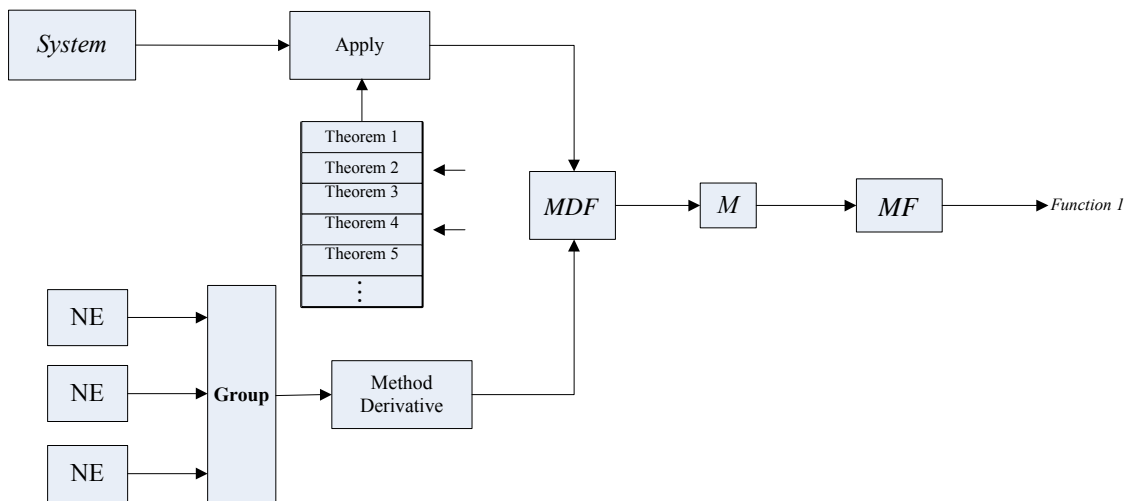 System
Apply
Theorem 1
Theorem 2
Theorem 3
Theorem 4
Theorem 5
⋮
MDF
M
MF
Function 1
NE
NE
NE
Group
Method
Derivative